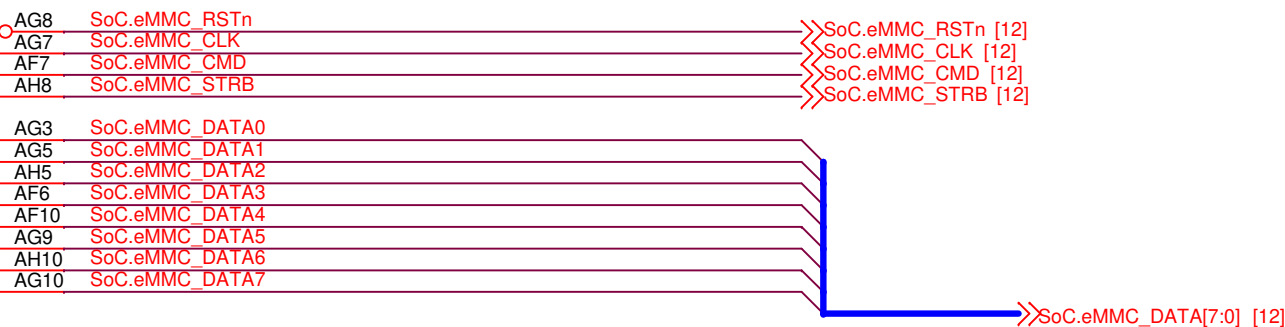 AG8 SoC.eMMC_RSTn SoC.eMMC_RSTn [12]
AG7 SoC.eMMC_CLK SoC.eMMC_CLK [12]
AF7 SoC.eMMC_CMD SoC.eMMC_CMD [12]
AH8 SoC.eMMC_STRB SoC.eMMC_STRB [12]
AG3 SoC.eMMC_DATA0
AG5 SoC.eMMC_DATA1
AH5 SoC.eMMC_DATA2
AF6 SoC.eMMC_DATA3
AF10 SoC.eMMC_DATA4
AG9 SoC.eMMC_DATA5
AH10 SoC.eMMC_DATA6
AG10 SoC.eMMC_DATA7
SoC.eMMC_DATA[7:0] [12]